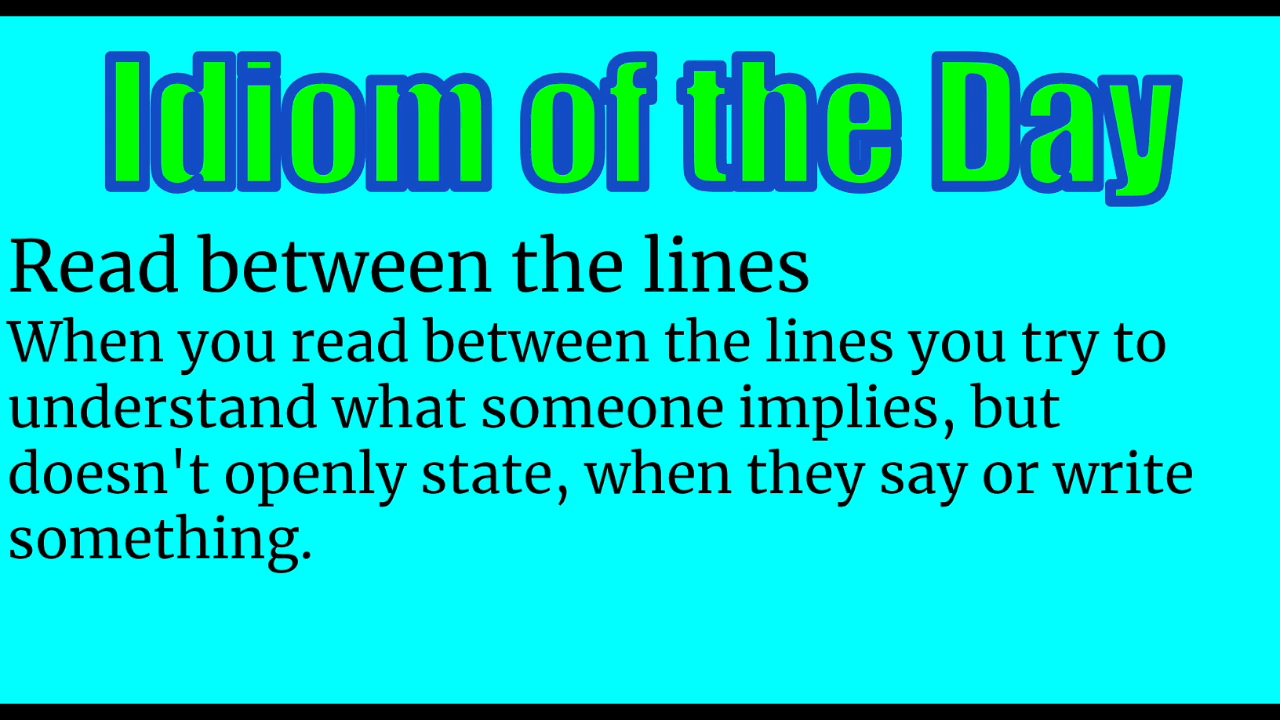 Idiom of the Day
Read between the lines
When you read between the lines you try to
understand what someone implies, but
doesn't openly state, when they say or write
something.